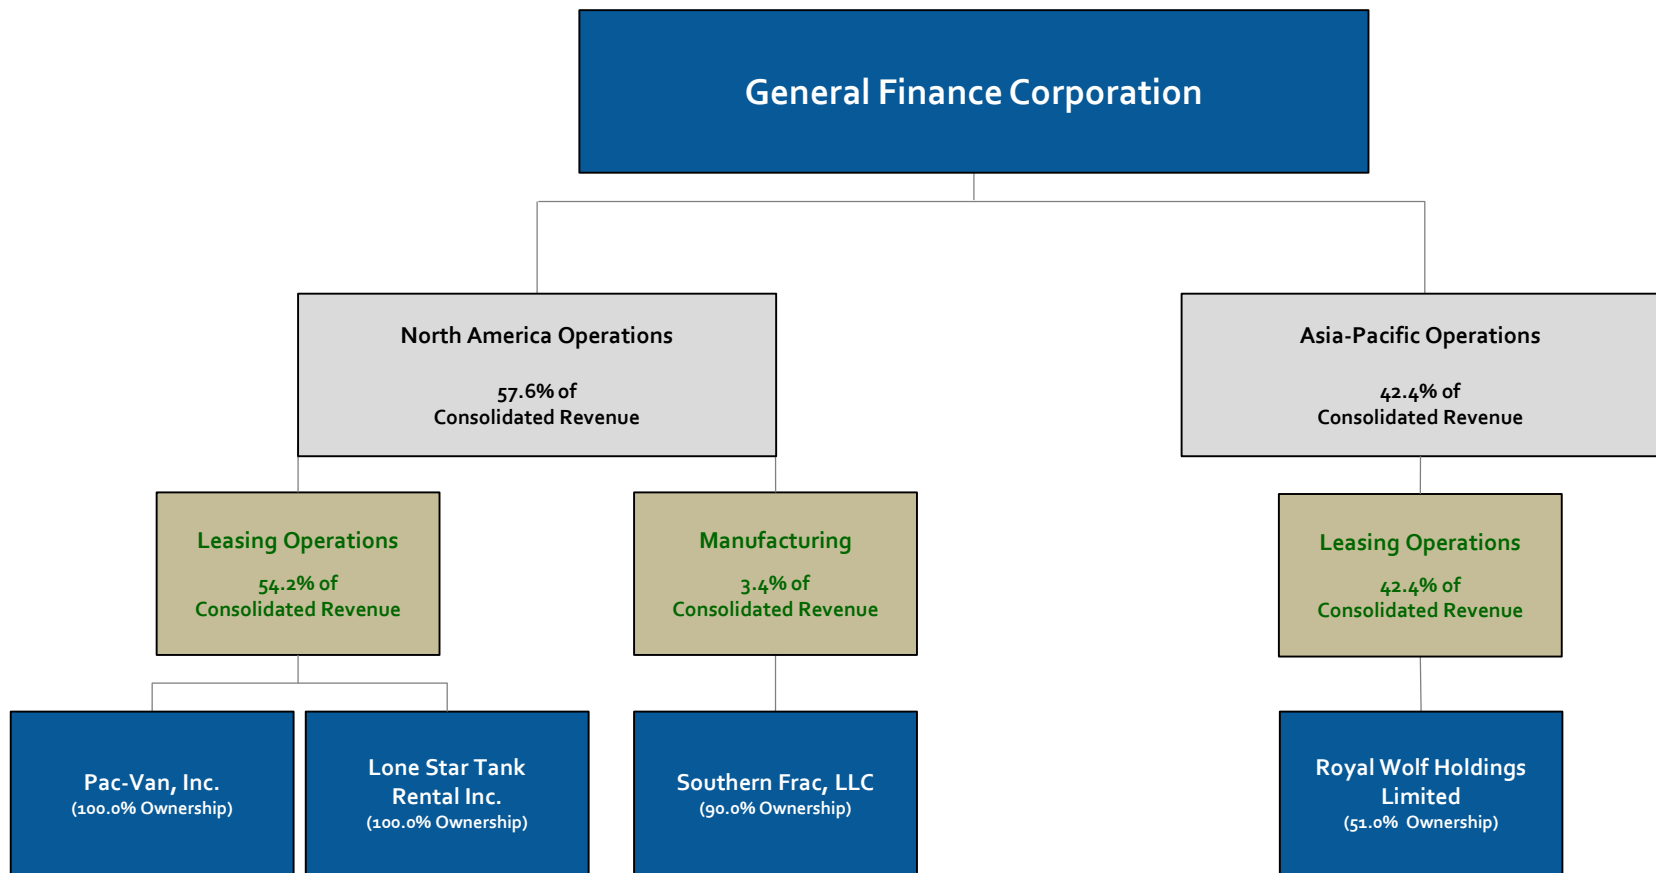 General Finance Corporation
North America Operations
57.6% of
Consolidated Revenue
Asia-Pacific Operations
42.4% of
Consolidated Revenue
Leasing Operations
54.2% of
Consolidated Revenue
Manufacturing
3.4% of
Consolidated Revenue
Leasing Operations
42.4% of
Consolidated Revenue
Pac-Van, Inc.
(100.0% Ownership)
Lone Star Tank
Rental Inc.
(100.0% Ownership)
Southern Frac, LLC
(90.0% Ownership)
Royal Wolf Holdings
Limited
(51.0% Ownership)